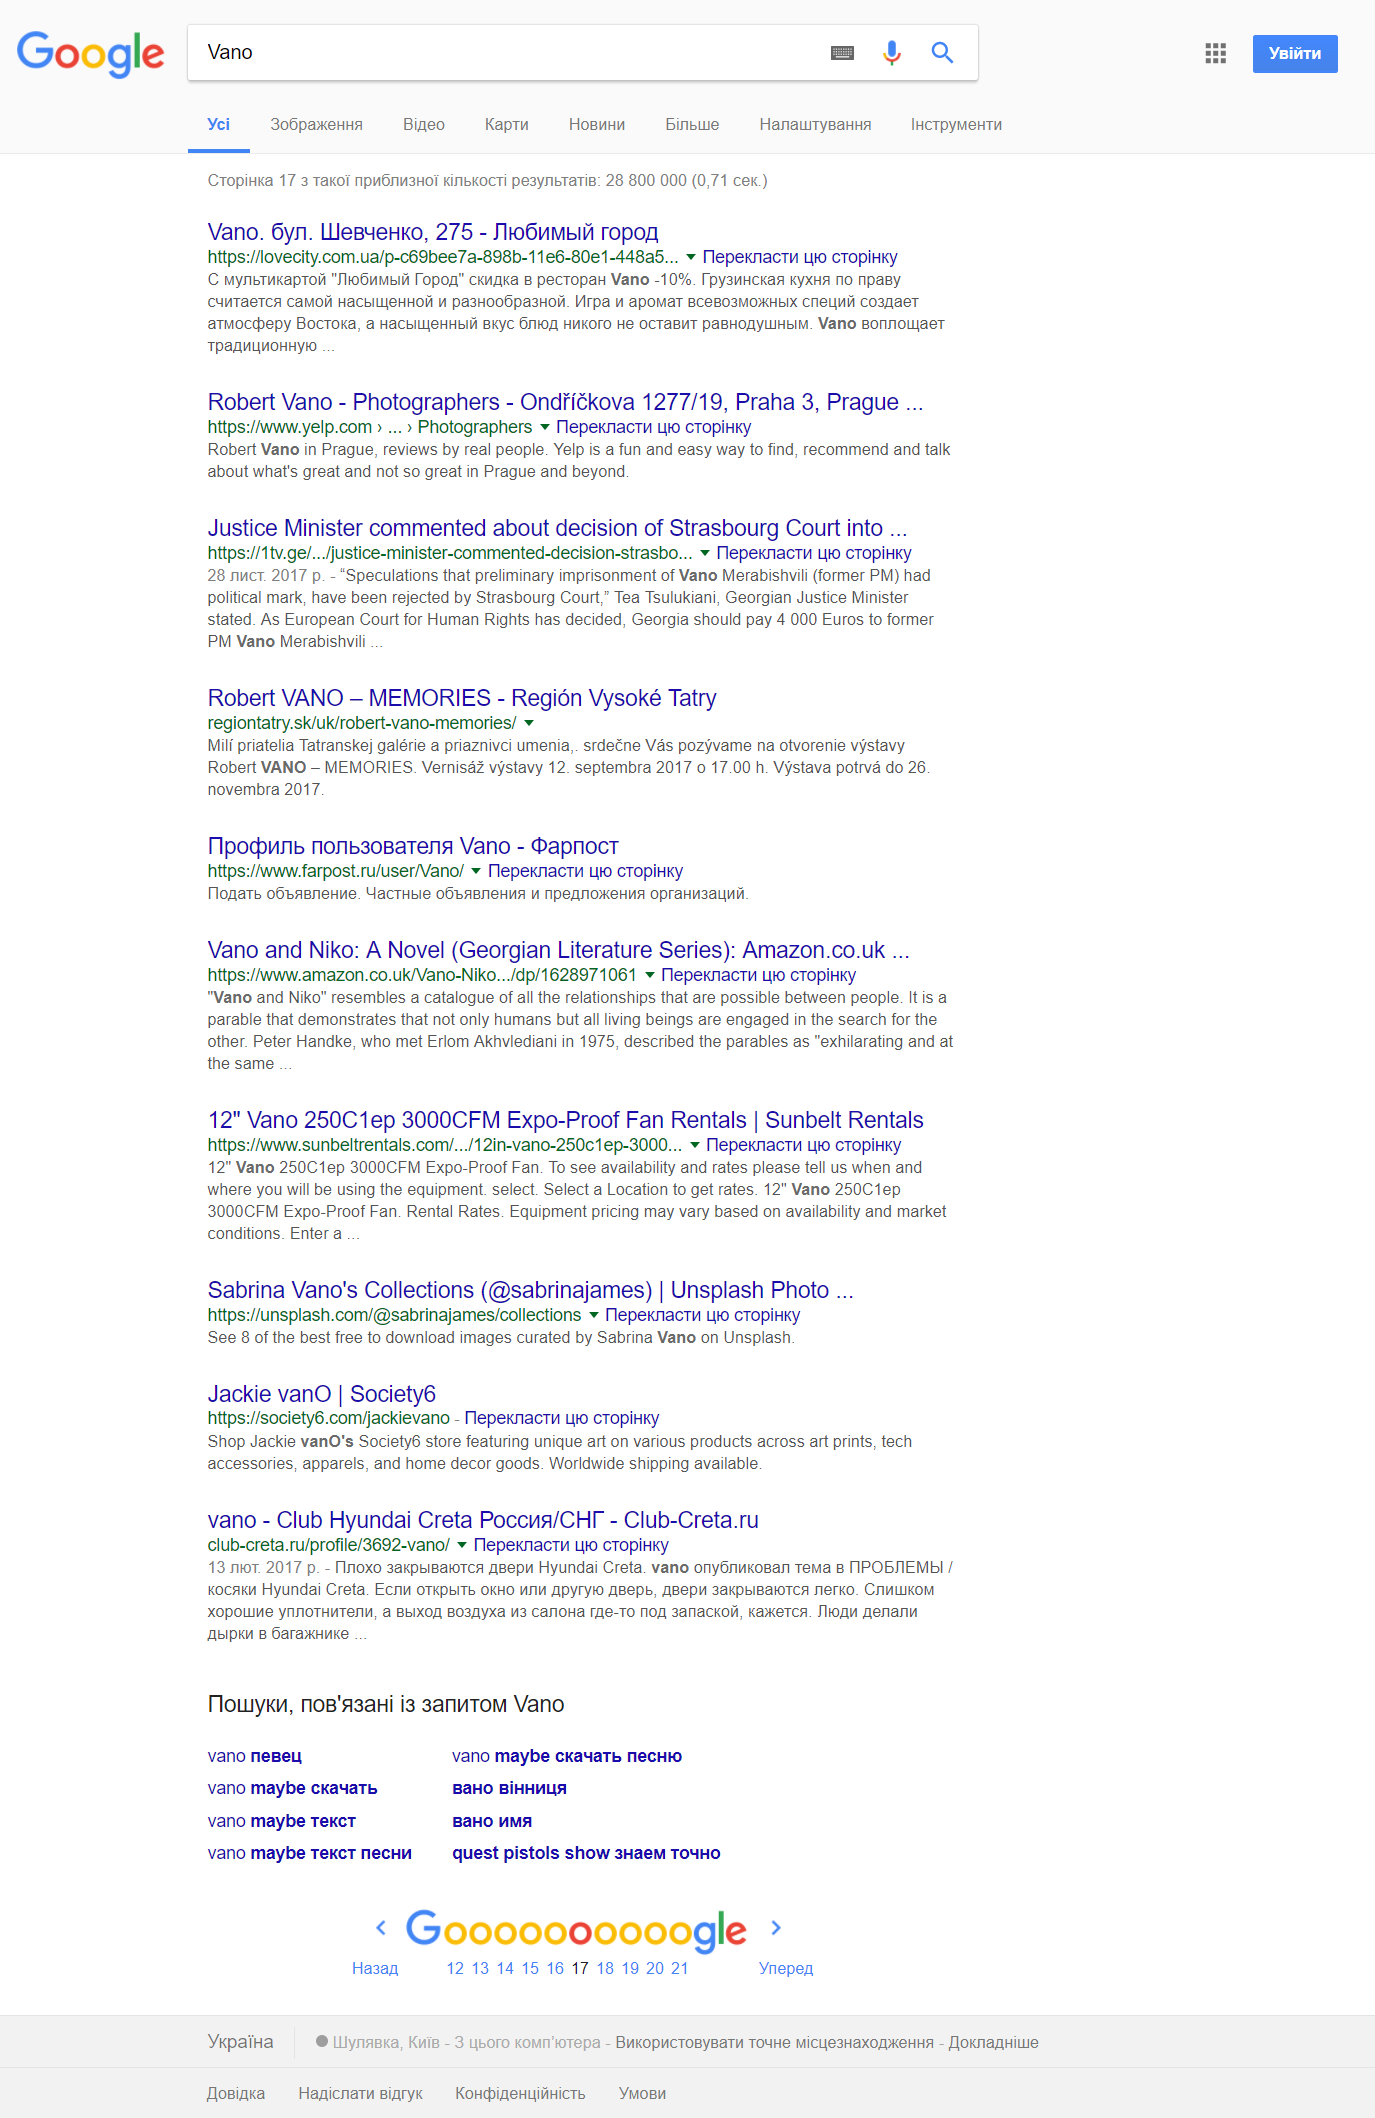 Google
Vano
Увійти
Усі Зображення Відео Карти Новини Більше Налаштування Інструменти
Сторінка 17 з такої приблизної кількості результатів: 28 800 000 (0,71 сек.)
Vano. бул. Шевченко, 275 - Любимый город
https://lovecity.com.ua/p-c69bee7a-898b-11e6-80e1-448a5... Перекласти цю сторінку
С мультикартой "Любимый Город" скидка в ресторан Vano -10%. Грузинская кухня по праву
считается самой насыщенной и разнообразной. Игра и аромат всевозможных специй создает
атмосферу Востока, а насыщенный вкус блюд никого не оставит равнодушным. Vano воплощает
традиционную ...
Robert Vano - Photographers - Ondříčkova 1277/19, Praha 3, Prague ...
https://www.yelp.com › ... › Photographers Перекласти цю сторінку
Robert Vano in Prague, reviews by real people. Yelp is a fun and easy way to find, recommend and talk
about what's great and not so great in Prague and beyond.
Justice Minister commented about decision of Strasbourg Court into ...
https://1tv.ge/.../justice-minister-commented-decision-strasbo... Перекласти цю сторінку
28 лист. 2017 р. - “Speculations that preliminary imprisonment of Vano Merabishvili (former PM) had
political mark, have been rejected by Strasbourg Court,” Tea Tsulukiani, Georgian Justice Minister
stated. As European Court for Human Rights has decided, Georgia should pay 4 000 Euros to former
PM Vano Merabishvili ...
Robert VANO – MEMORIES - Región Vysoké Tatry
regiontatry.sk/uk/robert-vano-memories/
Milí priatelia Tatranskej galérie a priaznivci umenia,. srdečne Vás pozývame na otvorenie výstavy
Robert VANO – MEMORIES. Vernisáž výstavy 12. septembra 2017 o 17.00 h. Výstava potrvá do 26.
novembra 2017.
Профиль пользователя Vano - Фарпост
https://www.farpost.ru/user/Vano/ Перекласти цю сторінку
Подать объявление. Частные объявления и предложения организаций.
Vano and Niko: A Novel (Georgian Literature Series): Amazon.co.uk ...
https://www.amazon.co.uk/Vano-Niko.../dp/1628971061 Перекласти цю сторінку
"Vano and Niko" resembles a catalogue of all the relationships that are possible between people. It is a
parable that demonstrates that not only humans but all living beings are engaged in the search for the
other. Peter Handke, who met Erlom Akhvlediani in 1975, described the parables as "exhilarating and at
the same ...
12" Vano 250C1ep 3000CFM Expo-Proof Fan Rentals | Sunbelt Rentals
https://www.sunbeltrentals.com/.../12in-vano-250c1ep-3000... Перекласти цю сторінку
12" Vano 250C1ep 3000CFM Expo-Proof Fan. To see availability and rates please tell us when and
where you will be using the equipment. select. Select a Location to get rates. 12" Vano 250C1ep
3000CFM Expo-Proof Fan. Rental Rates. Equipment pricing may vary based on availability and market
conditions. Enter a ...
Sabrina Vano's Collections (@sabrinajames) | Unsplash Photo ...
https://unsplash.com/@sabrinajames/collections Перекласти цю сторінку
See 8 of the best free to download images curated by Sabrina Vano on Unsplash.
Jackie vanO | Society6
https://society6.com/jackievano - Перекласти цю сторінку
Shop Jackie vanO's Society6 store featuring unique art on various products across art prints, tech
accessories, apparels, and home decor goods. Worldwide shipping available.
vano - Club Hyundai Creta Россия/СНГ - Club-Creta.ru
club-creta.ru/profile/3692-vano/ Перекласти цю сторінку
13 лют. 2017 р. - Плохо закрываются двери Hyundai Creta. vano опубликовал тема в ПРОБЛЕМЫ /
косяки Hyundai Creta. Если открыть окно или другую дверь, двери закрываются легко. Слишком
хорошие уплотнители, а выход воздуха из салона где-то под запаской, кажется. Люди делали
дырки в багажнике ...
Пошуки, пов'язані із запитом Vano
vano певец vano maybe скачать песню
vano maybe скачать вано вінниця
vano maybe текст вано имя
vano maybe текст песни quest pistols show знаем точно
Goooooooooogle
Назад 12 13 14 15 16 17 18 19 20 21 Уперед
Україна Шулявка, Київ - З цього комп’ютера - Використовувати точне місцезнаходження - Докладніше
Довідка Надіслати відгук Конфіденційність Умови